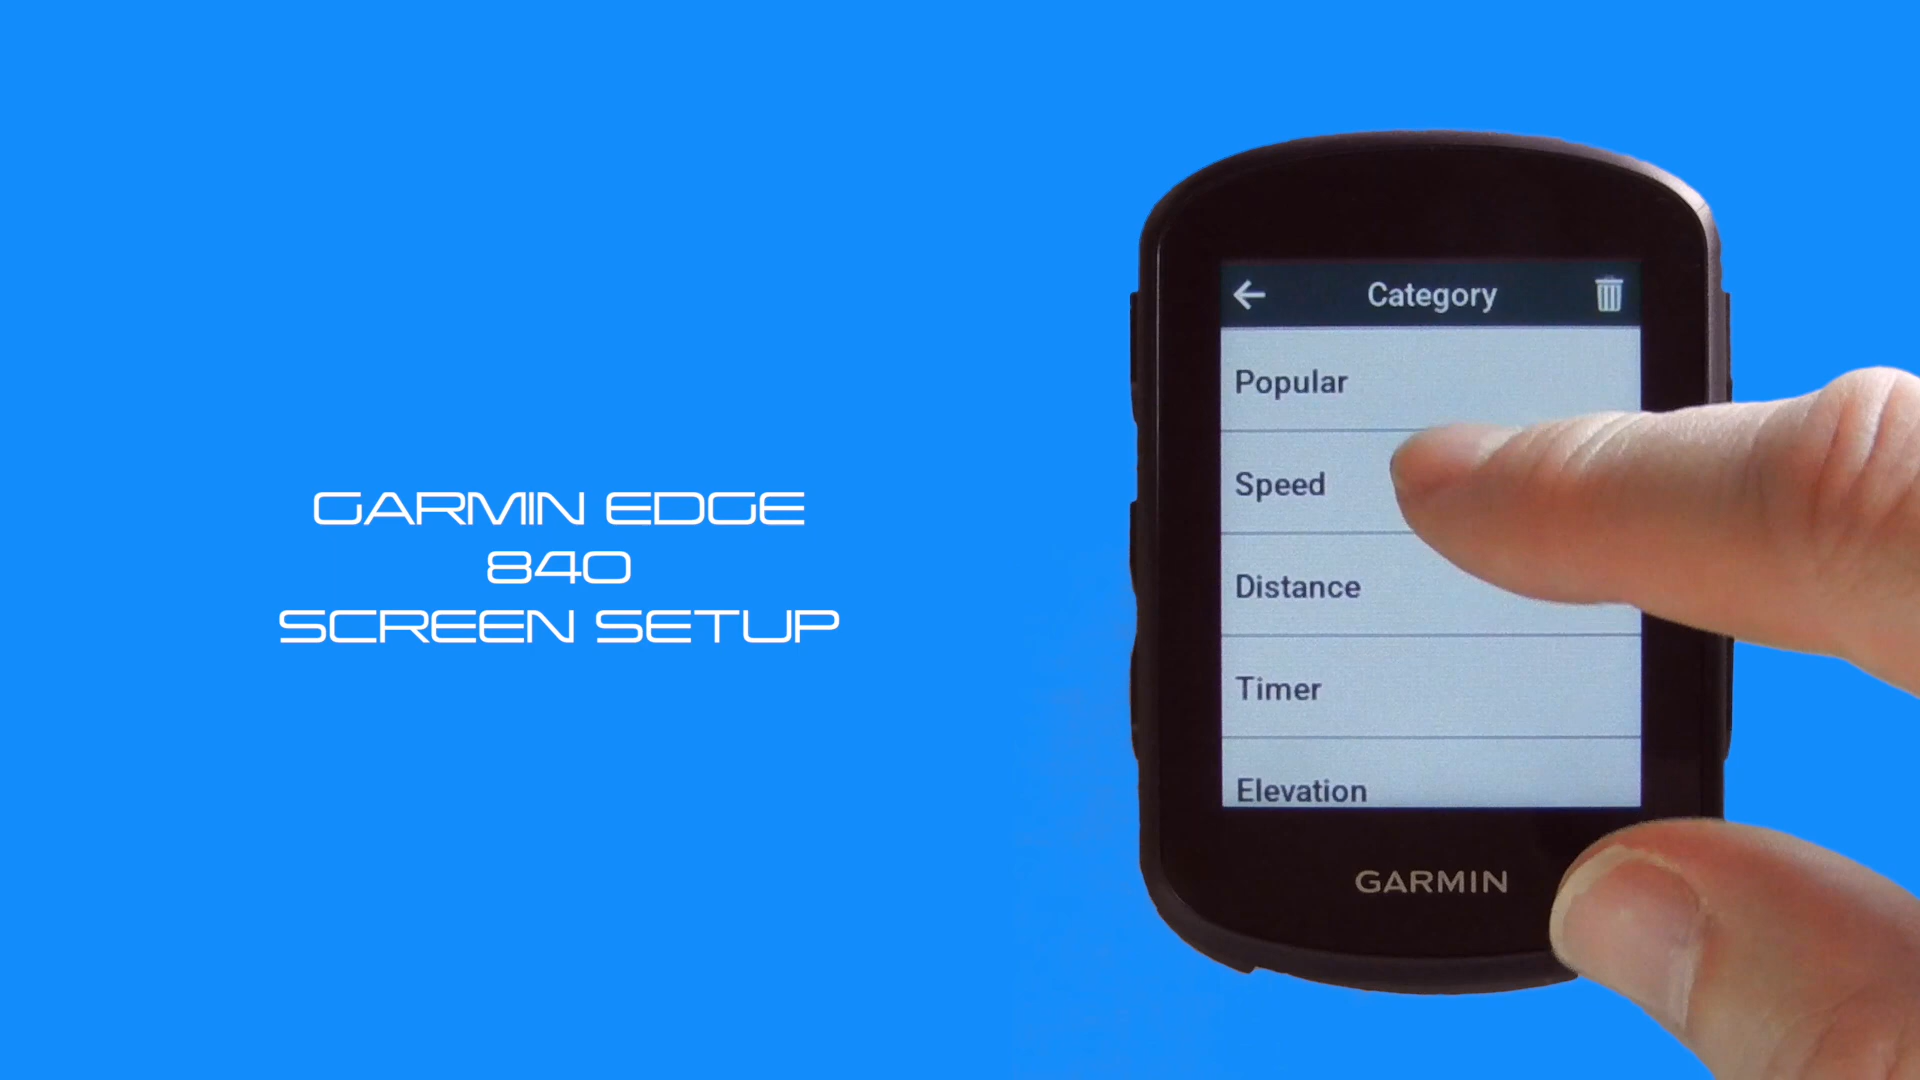 GARMIN EDGE
840
SCREEN SETUP
Category
Popular
Speed
Distance
Timer
Elevation
GARMIN